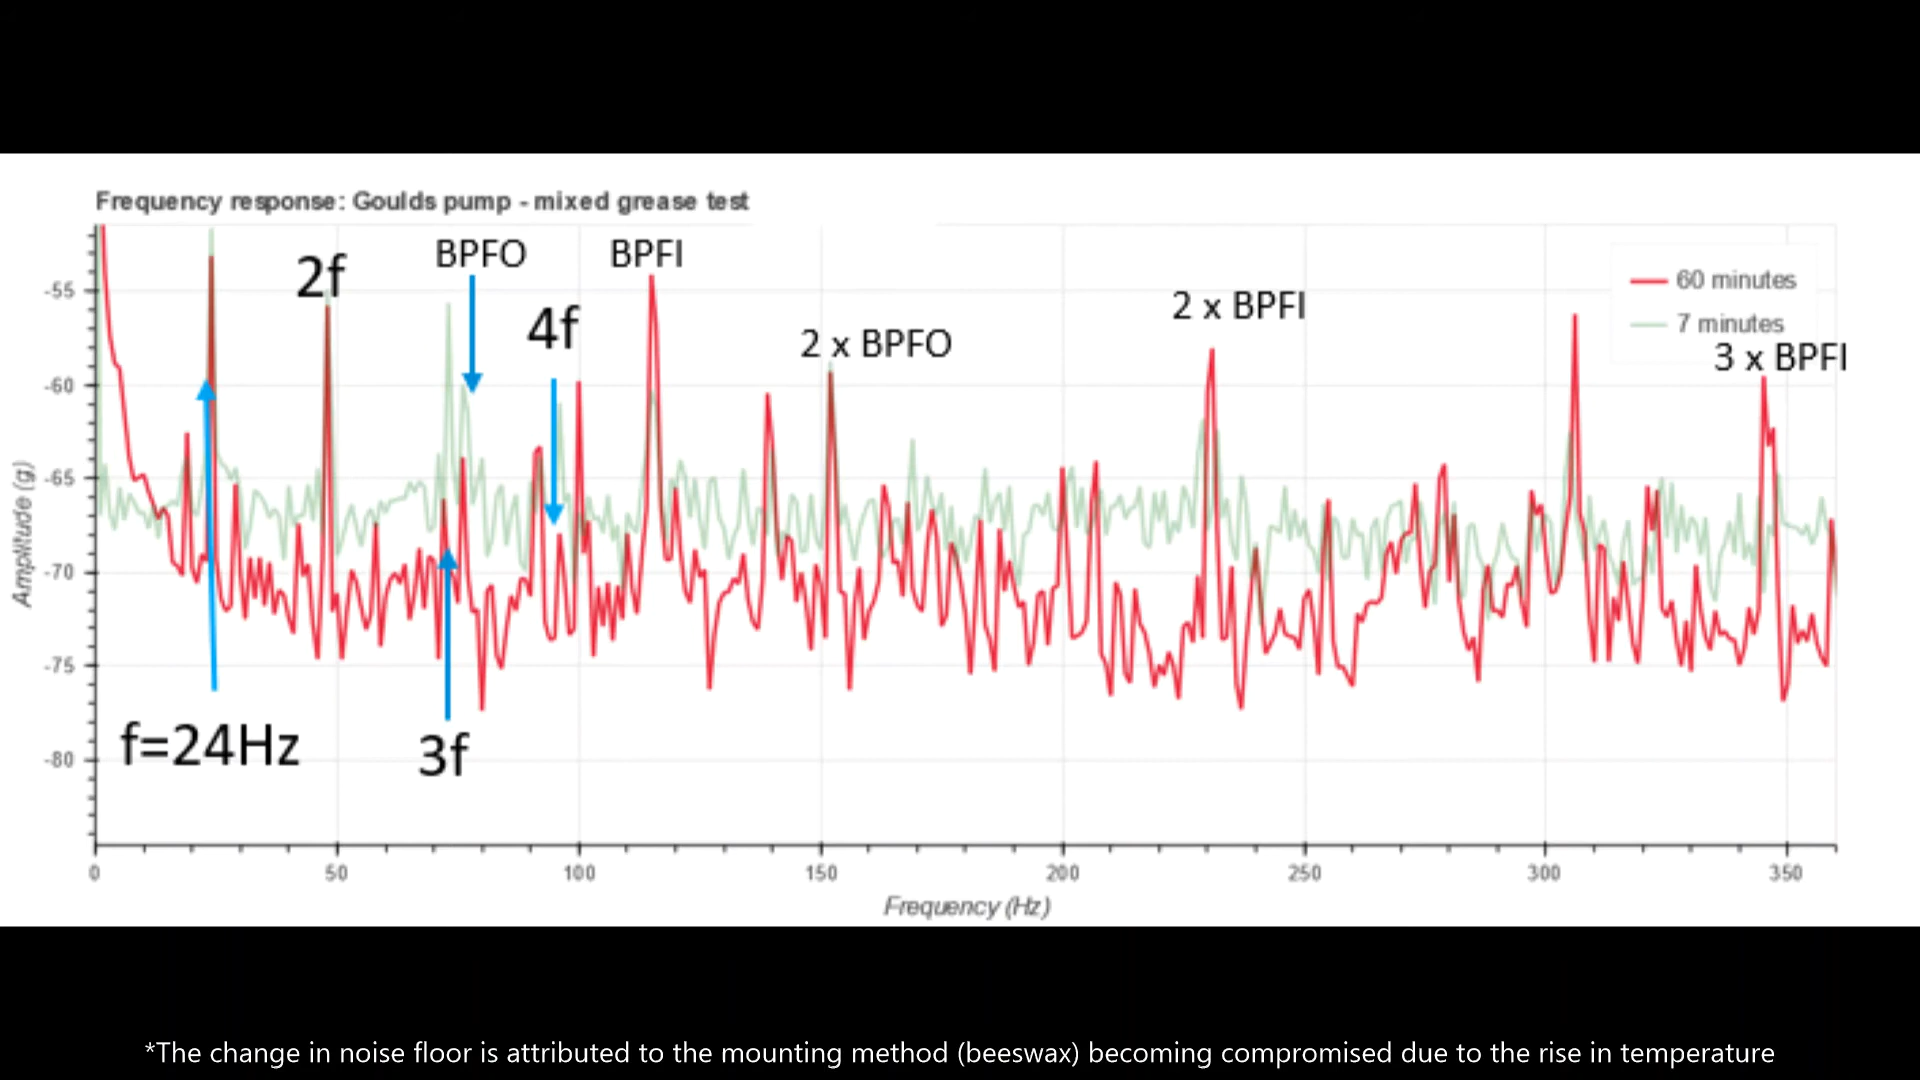 Frequency response: Goulds pump - mixed grease test
BPFO
BPFI
2f
4f
2 x BPFO
2 x BPFI
60 minutes
7 minutes
3 x BPFI
-55
-60
-65
-70
-75
-80
Amplitude (g)
f=24Hz
3f
0 50 100 150 200 250 300 350
Frequency (Hz)
*The change in noise floor is attributed to the mounting method (beeswax) becoming compromised due to the rise in temperature